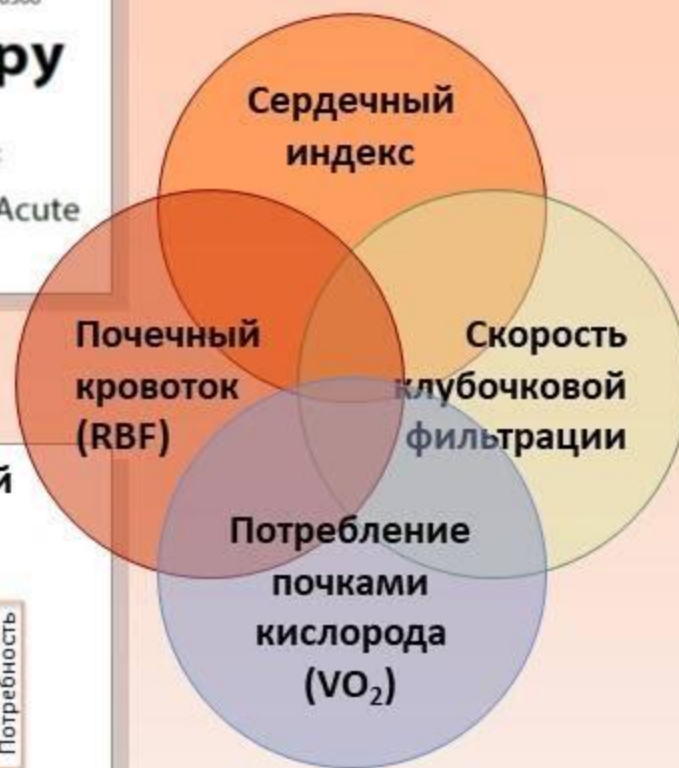 ру
Acute
Сердечный
индекс
Почечный
кровоток
(RBF)
Скорость
клубочковой
фильтрации
й
Потребление
почками
кислорода
(VO₂)
Потребность